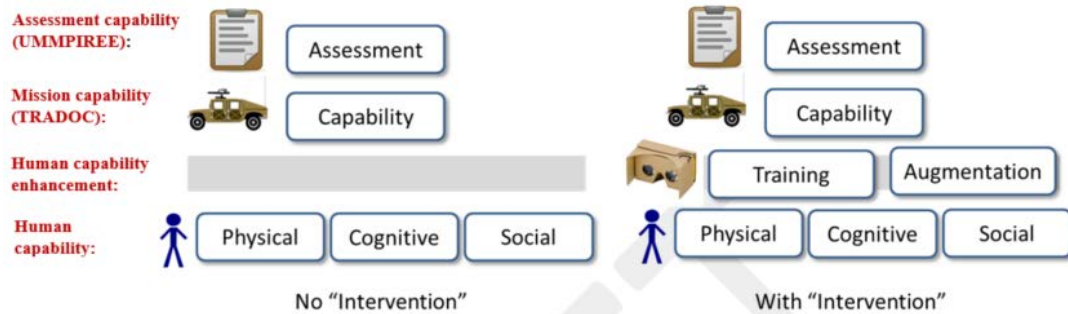 Assessment capability
(UMMPIREE):
Assessment
Assessment
Mission capability
(TRADOC):
Capability
Capability
Human capability
enhancement:
Training
Augmentation
Human
capability:
Physical
Cognitive
Social
Physical
Cognitive
Social
No “Intervention”
With “Intervention”